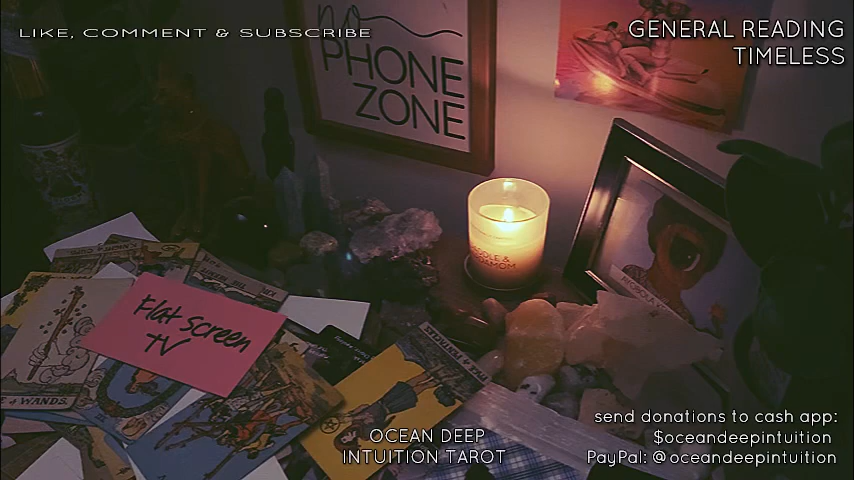 LIKE, COMMENT & SUBSCRIBE
GENERAL READING
TIMELESS
no
PHONE
ZONE
Flat Screen
TV
OCEAN DEEP
INTUITION TAROT
send donations to cash app:
$oceandeepintuition
PayPal: @oceandeepintuition